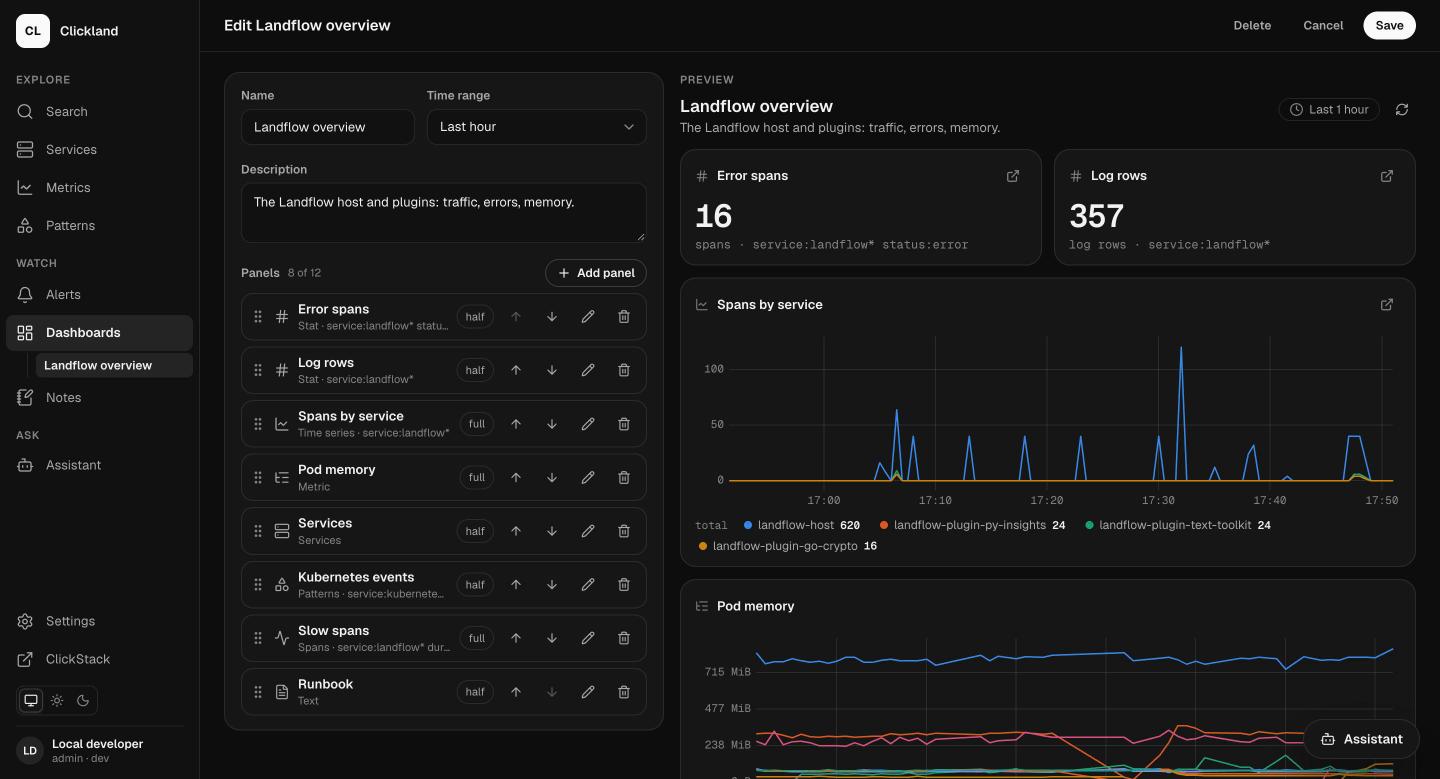 CL Clickland
EXPLORE
Search
Services
Metrics
Patterns
WATCH
Alerts
Dashboards
Landflow overview
Notes
ASK
Assistant
Settings
ClickStack
LD Local developer
admin · dev
Edit Landflow overview
Delete Cancel Save
Name Time range
Landflow overview Last hour
Description
The Landflow host and plugins: traffic, errors, memory.
Panels 8 of 12 Add panel
Error spans
Stat · service:landflow* statu… half
Log rows
Stat · service:landflow* half
Spans by service
Time series · service:landflow* full
Pod memory
Metric full
Services
Services full
Kubernetes events
Patterns · service:kubernete… half
Slow spans
Spans · service:landflow* dur… full
Runbook
Text half
PREVIEW
Landflow overview
The Landflow host and plugins: traffic, errors, memory.
Last 1 hour
# Error spans
16
spans · service:landflow* status:error
# Log rows
357
log rows · service:landflow*
Spans by service
100
50
0
17:00 17:10 17:20 17:30 17:40 17:50
total landflow-host 620 landflow-plugin-py-insights 24 landflow-plugin-text-toolkit 24
landflow-plugin-go-crypto 16
Pod memory
715 MiB
477 MiB
238 MiB
Assistant